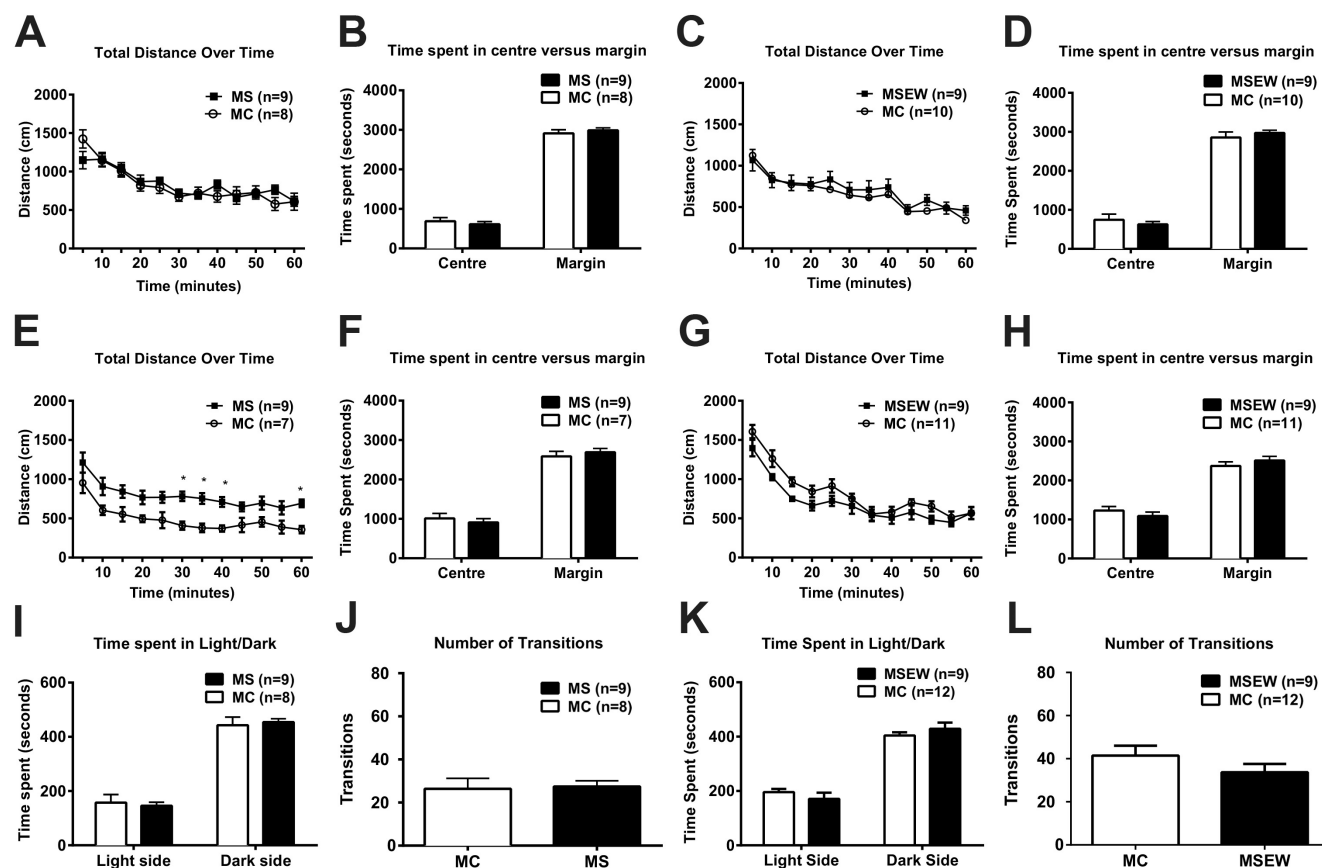 A
Total Distance Over Time
MS (n=9)
MC (n=8)
Distance (cm)
2000
1500
1000
500
0
10 20 30 40 50 60
Time (minutes)
B
Time spent in centre versus margin
MS (n=9)
MC (n=8)
Time spent (seconds)
4000
3000
2000
1000
0
Centre Margin
C
Total Distance Over Time
MSEW (n=9)
MC (n=10)
Distance (cm)
2000
1500
1000
500
0
10 20 30 40 50 60
Time (minutes)
D
Time spent in centre versus margin
MSEW (n=9)
MC (n=10)
Time Spent (seconds)
4000
3000
2000
1000
0
Centre Margin
E
Total Distance Over Time
MS (n=9)
MC (n=7)
Distance (cm)
2000
1500
1000
500
0
* * * *
10 20 30 40 50 60
Time (minutes)
F
Time spent in centre versus margin
MS (n=9)
MC (n=7)
Time spent (seconds)
4000
3000
2000
1000
0
Centre Margin
G
Total Distance Over Time
MSEW (n=9)
MC (n=11)
Distance (cm)
2000
1500
1000
500
0
10 20 30 40 50 60
Time (minutes)
H
Time spent in centre versus margin
MSEW (n=9)
MC (n=11)
Time Spent (seconds)
4000
3000
2000
1000
0
Centre Margin
I
Time spent in Light/Dark
MS (n=9)
MC (n=8)
Time Spent (seconds)
600
400
200
0
Light side Dark side
J
Number of Transitions
MS (n=9)
MC (n=8)
Transitions
80
60
40
20
0
MC MS
K
Time Spent in Light/Dark
MSEW (n=9)
MC (n=12)
Time Spent (seconds)
600
400
200
0
Light Side Dark Side
L
Number of Transitions
MSEW (n=9)
MC (n=12)
Transitions
80
60
40
20
0
MC MSEW